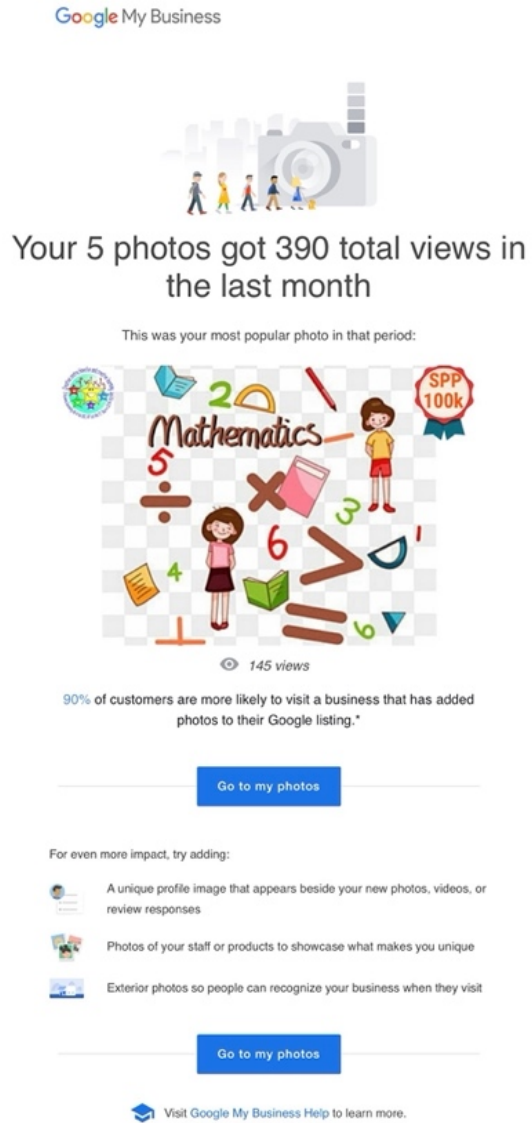 Google My Business
Your 5 photos got 390 total views in
the last month
This was your most popular photo in that period:
SPP
100k
2
Mathematics
5
3
6
1
4
6
145 views
90% of customers are more likely to visit a business that has added
photos to their Google listing.*
Go to my photos
For even more impact, try adding:
A unique profile image that appears beside your new photos, videos, or
review responses
Photos of your staff or products to showcase what makes you unique
Exterior photos so people can recognize your business when they visit
Go to my photos
Visit Google My Business Help to learn more.